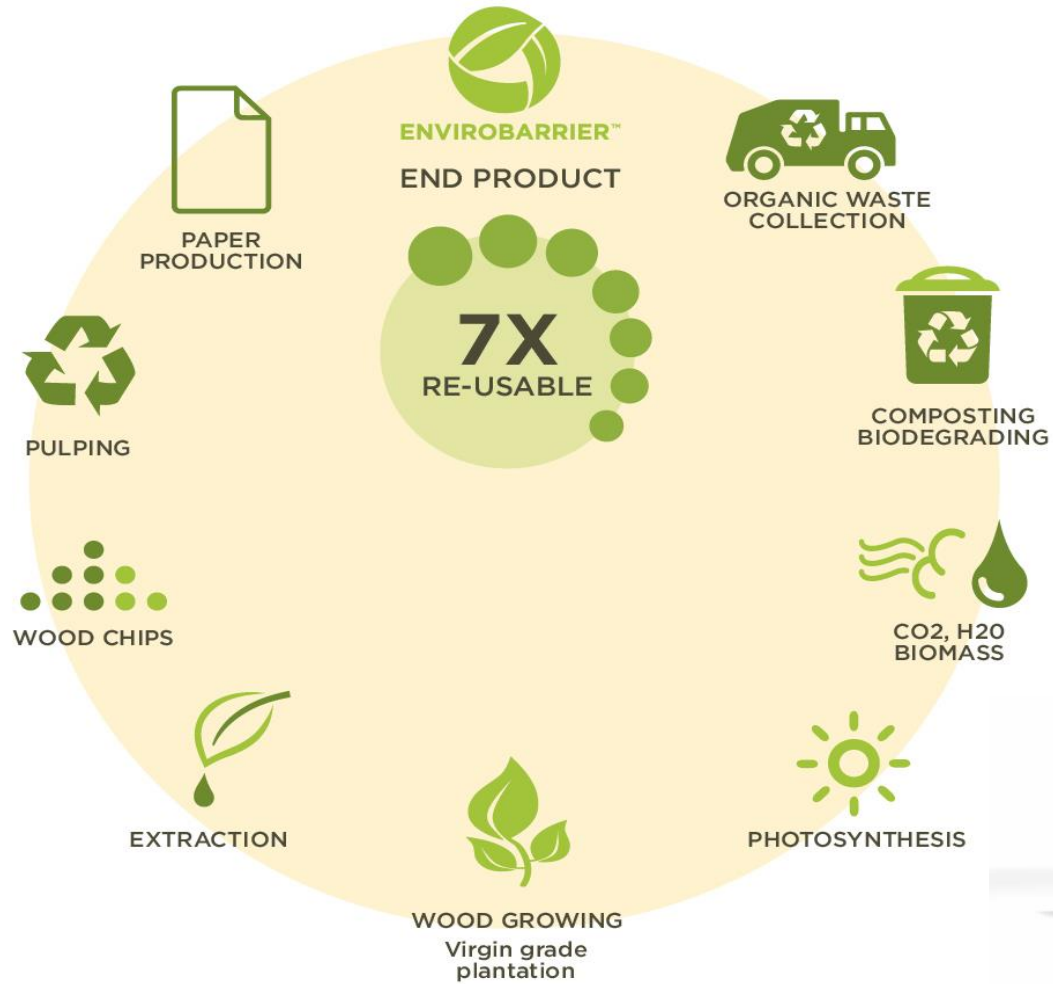 ENVIROBARRIER™
END PRODUCT
ORGANIC WASTE
COLLECTION
COMPOSTING
BIODEGRADING
CO2, H20
BIOMASS
PHOTOSYNTHESIS
WOOD GROWING
Virgin grade
plantation
EXTRACTION
WOOD CHIPS
PULPING
PAPER
PRODUCTION
7X
RE-USABLE